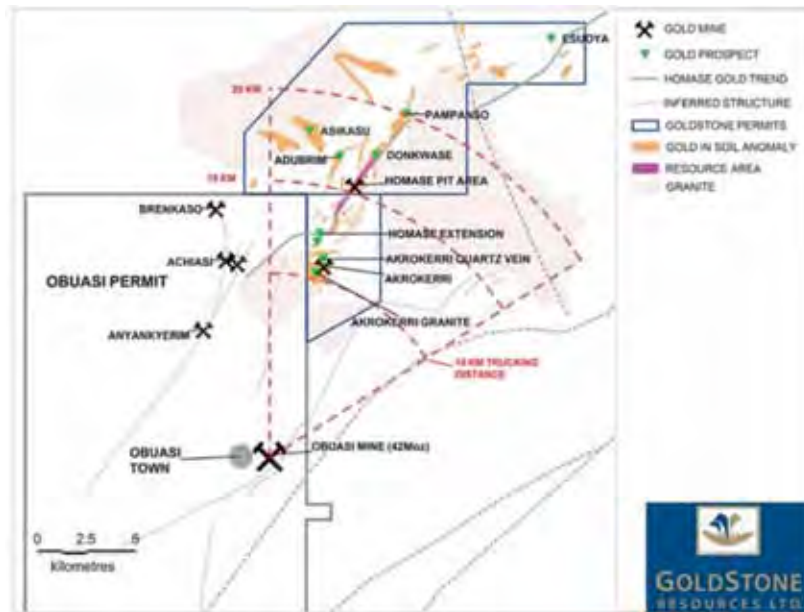 ESUOYA
20 KM
PAMPANSO
ASIKASU
ADUBRIM
DONKWASE
15 KM
HOMASE PIT AREA
BRENKASO
HOMASE EXTENSION
ACHIASI
AKROKERRI QUARTZ VEIN
AKROKERRI
OBUASI PERMIT
AKROKERRI GRANITE
ANYANKYERIM
10 KM TRUCKING
DISTANCE
OBUASI MINE (42Moz)
OBUASI
TOWN
0 2.5 5
Kilometres
GOLD MINE
GOLD PROSPECT
HOMASE GOLD TREND
INFERRED STRUCTURE
GOLDSTONE PERMITS
GOLD IN SOIL ANOMALY
RESOURCE AREA
GRANITE
GOLDSTONE
RESOURCES LTD